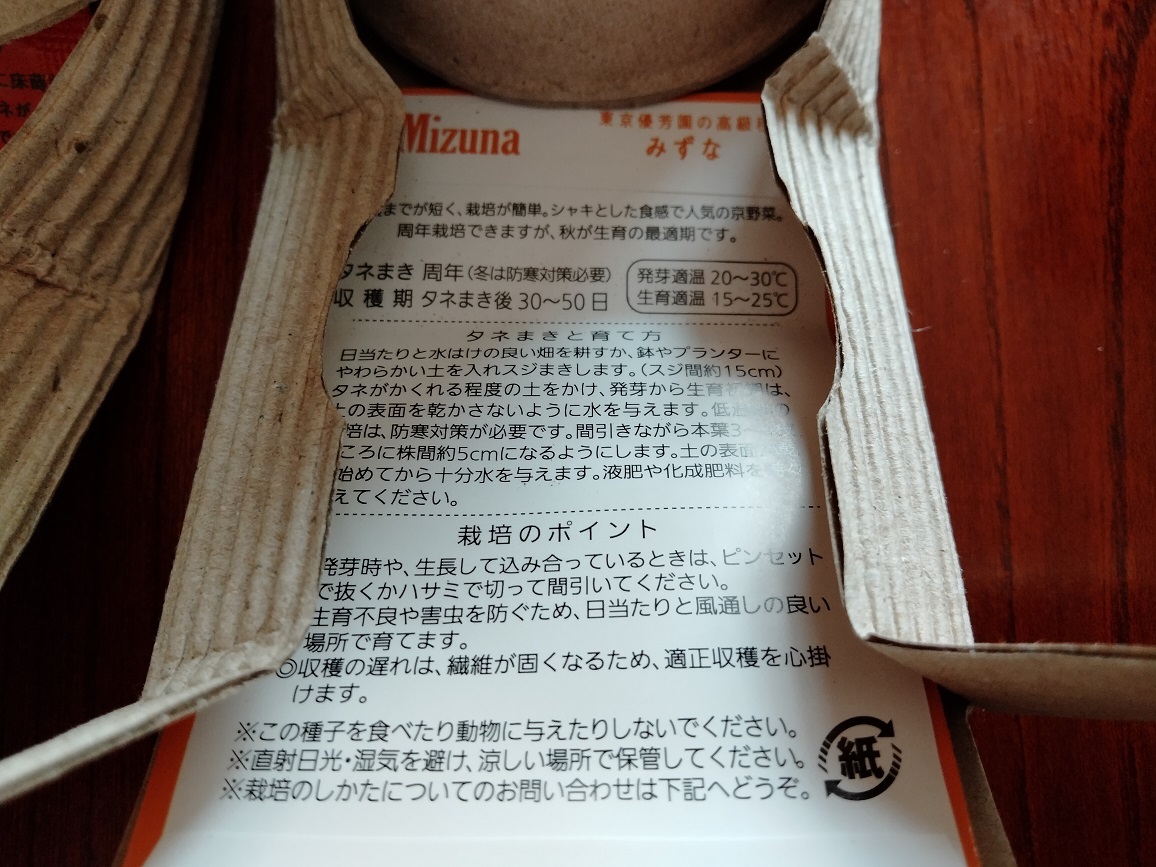 Mizuna
東京優芳園の高級
みずな
までが短く、栽培が簡単。シャキとした食感で人気の京野菜。
周年栽培できますが、秋が生育の最適期です。
タネまき 周年(冬は防寒対策必要)
収穫期 タネまき後30〜50日
発芽適温 20〜30℃
生育適温 15〜25℃
タネまきと育て方
日当たりと水はけの良い畑を耕すか、鉢やプランターに
やわらかい土を入れスジまきします。(スジ間約15cm)
タネがかくれる程度の土をかけ、発芽から生育初期は、
土の表面を乾かさないように水を与えます。低
培は、防寒対策が必要です。間引きながら本葉3〜
ころに株間約5cmになるようにします。土の表面
始めてから十分水を与えます。液肥や化成肥料を
えてください。
栽培のポイント
発芽時や、生長して込み合っているときは、ピンセット
で抜くかハサミで切って間引いてください。
生育不良や害虫を防ぐため、日当たりと風通しの良い
場所で育てます。
◎収穫の遅れは、繊維が固くなるため、適正収穫を心掛
けます。
※この種子を食べたり動物に与えたりしないでください。
※直射日光・湿気を避け、涼しい場所で保管してください。
※栽培のしかたについてのお問い合わせは下記へどうぞ。
紙